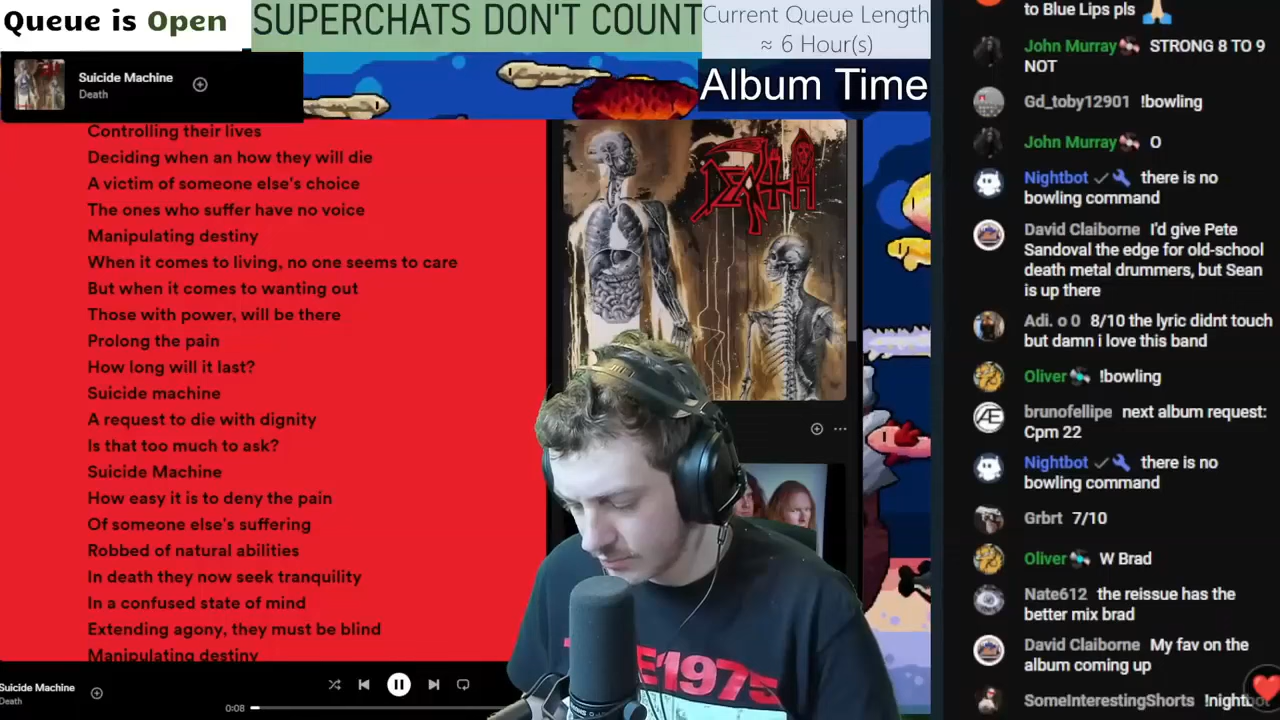 Queue is Open
SUPERCHATS DON'T COUNT
Current Queue Length
≈ 6 Hour(s)
Album Time
Suicide Machine
Death
Controlling their lives
Deciding when an how they will die
A victim of someone else's choice
The ones who suffer have no voice
Manipulating destiny
When it comes to living, no one seems to care
But when it comes to wanting out
Those with power, will be there
Prolong the pain
How long will it last?
Suicide machine
A request to die with dignity
Is that too much to ask?
Suicide Machine
How easy it is to deny the pain
Of someone else's suffering
Robbed of natural abilities
In death they now seek tranquility
In a confused state of mind
Extending agony, they must be blind
Manipulating destiny
Suicide Machine
Death
0:08
DEATH
THE 1975
to Blue Lips pls
John Murray STRONG 8 TO 9
NOT
Gd_toby12901 !bowling
John Murray O
Nightbot there is no
bowling command
David Claiborne I'd give Pete
Sandoval the edge for old-school
death metal drummers, but Sean
is up there
Adi. o 0 8/10 the lyric didnt touch
but damn i love this band
Oliver !bowling
brunofellipe next album request:
Cpm 22
Nightbot there is no
bowling command
Grbrt 7/10
Oliver W Brad
Nate612 the reissue has the
better mix brad
David Claiborne My fav on the
album coming up
SomeInterestingShorts !nightbot